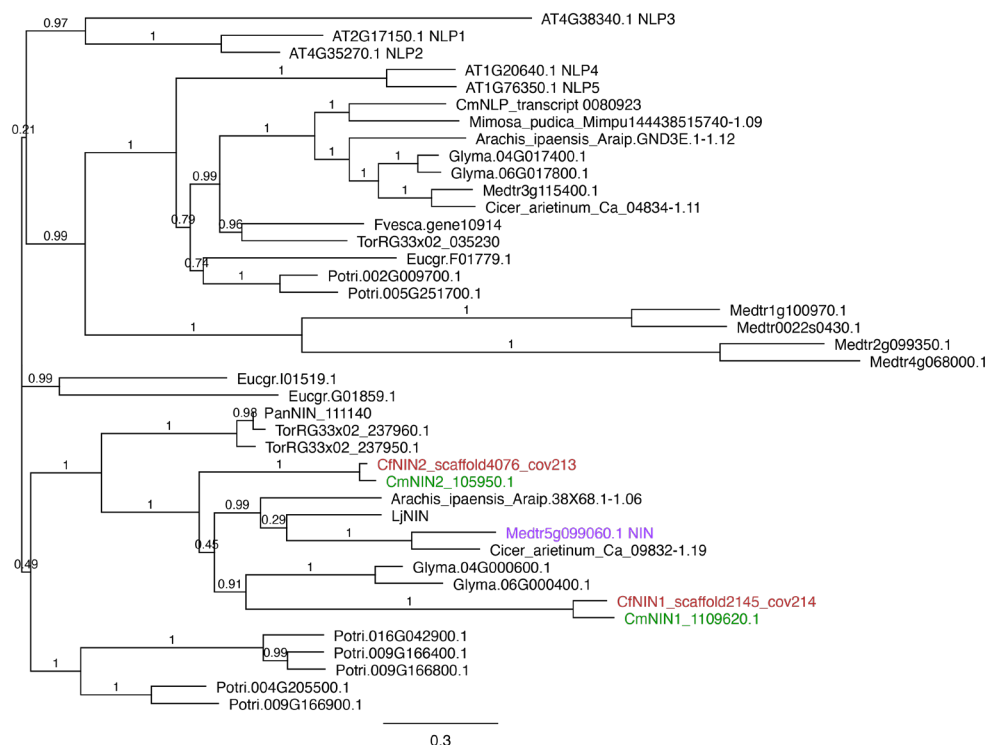 0.97
AT4G38340.1 NLP3
1
AT2G17150.1 NLP1
AT4G35270.1 NLP2
0.21
1
AT1G20640.1 NLP4
AT1G76350.1 NLP5
1
CmNLP_transcript_0080923
Mimosa_pudica_Mimpu144438515740-1.09
1
Arachis_ipaensis_Araip.GND3E.1-1.12
1
1
Glyma.04G017400.1
Glyma.06G017800.1
1
1
Medtr3g115400.1
Cicer_arietinum_Ca_04834-1.11
1
0.99
0.79
0.96
Fvesca.gene10914
TorRG33x02_035230
0.74
Eucgr.F01779.1
1
Potri.002G009700.1
Potri.005G251700.1
0.99
1
1
Medtr1g100970.1
Medtr0022s0430.1
1
Medtr2g099350.1
Medtr4g068000.1
0.99
Eucgr.I01519.1
Eucgr.G01859.1
1
0.98
PanNIN_111140
TorRG33x02_237960.1
TorRG33x02_237950.1
1
1
CfNIN2_scaffold4076_cov213
CmNIN2_105950.1
1
0.99
Arachis_ipaensis_Araip.38X68.1-1.06
0.29
LjNIN
1
Medtr5g099060.1 NIN
Cicer_arietinum_Ca_09832-1.19
0.45
0.49
0.91
1
Glyma.04G000600.1
Glyma.06G000400.1
1
CfNIN1_scaffold2145_cov214
CmNIN1_1109620.1
1
1
Potri.016G042900.1
0.99
Potri.009G166400.1
Potri.009G166800.1
1
Potri.004G205500.1
Potri.009G166900.1
0.3